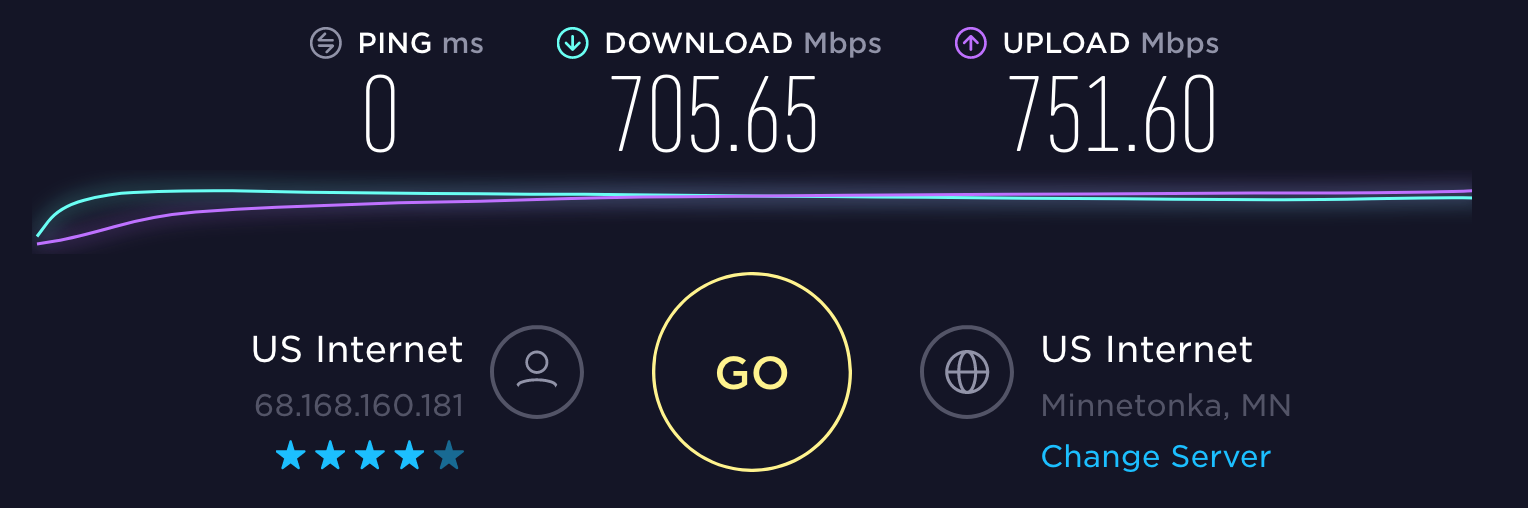 PING ms
DOWNLOAD Mbps
UPLOAD Mbps
0
705.65
751.60
US Internet
68.168.160.181
GO
US Internet
Minnetonka, MN
Change Server